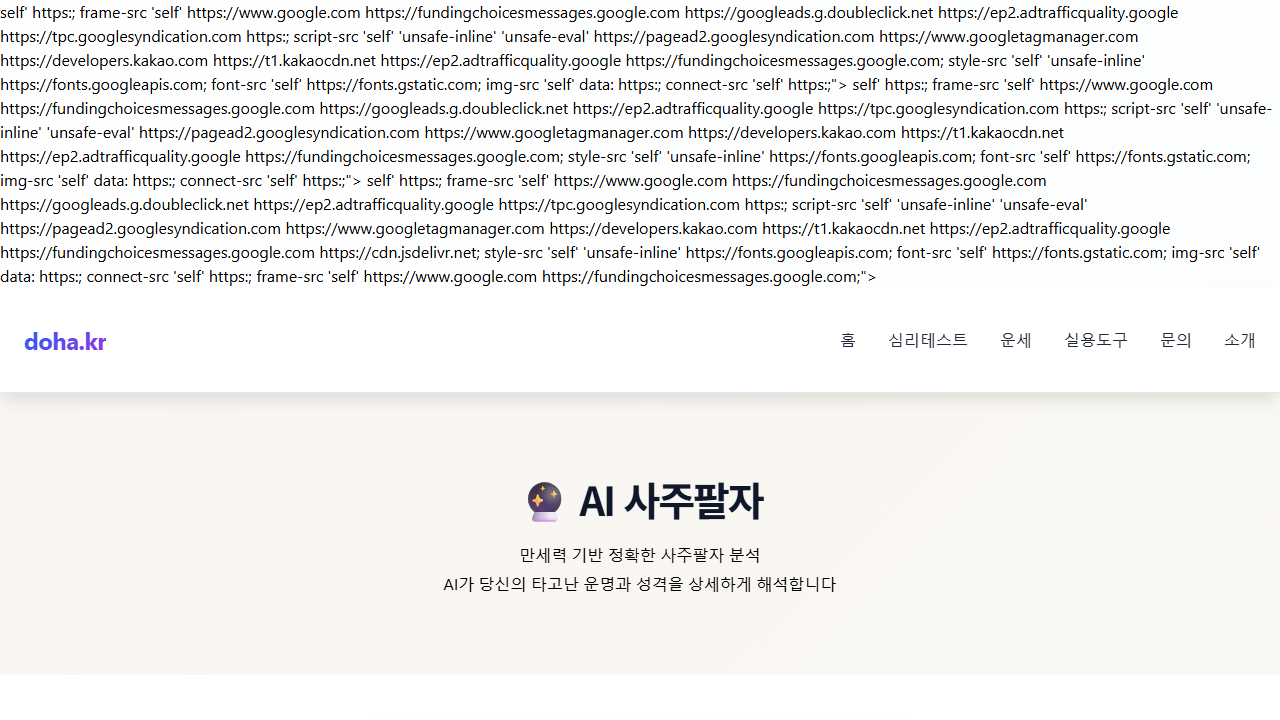 self' https:; frame-src 'self' https://www.google.com https://fundingchoicesmessages.google.com https://googleads.g.doubleclick.net https://ep2.adtrafficquality.google
https://tpc.googlesyndication.com https:; script-src 'self' 'unsafe-inline' 'unsafe-eval' https://pagead2.googlesyndication.com https://www.googletagmanager.com
https://developers.kakao.com https://t1.kakaocdn.net https://ep2.adtrafficquality.google https://fundingchoicesmessages.google.com; style-src 'self' 'unsafe-inline'
https://fonts.googleapis.com; font-src 'self' https://fonts.gstatic.com; img-src 'self' data: https:; connect-src 'self' https:;"> self' https:; frame-src 'self' https://www.google.com
https://fundingchoicesmessages.google.com https://googleads.g.doubleclick.net https://ep2.adtrafficquality.google https://tpc.googlesyndication.com https:; script-src 'self' 'unsafe-
inline' 'unsafe-eval' https://pagead2.googlesyndication.com https://www.googletagmanager.com https://developers.kakao.com https://t1.kakaocdn.net
https://ep2.adtrafficquality.google https://fundingchoicesmessages.google.com; style-src 'self' 'unsafe-inline' https://fonts.googleapis.com; font-src 'self' https://fonts.gstatic.com;
img-src 'self' data: https:; connect-src 'self' https:;"> self' https:; frame-src 'self' https://www.google.com https://fundingchoicesmessages.google.com
https://googleads.g.doubleclick.net https://ep2.adtrafficquality.google https://tpc.googlesyndication.com https:; script-src 'self' 'unsafe-inline' 'unsafe-eval'
https://pagead2.googlesyndication.com https://www.googletagmanager.com https://developers.kakao.com https://t1.kakaocdn.net https://ep2.adtrafficquality.google
https://fundingchoicesmessages.google.com https://cdn.jsdelivr.net; style-src 'self' 'unsafe-inline' https://fonts.googleapis.com; font-src 'self' https://fonts.gstatic.com; img-src 'self'
data: https:; connect-src 'self' https:; frame-src 'self' https://www.google.com https://fundingchoicesmessages.google.com;">
doha.kr 홈 심리테스트 운세 실용도구 문의 소개
AI 사주팔자
만세력 기반 정확한 사주팔자 분석
AI가 당신의 타고난 운명과 성격을 상세하게 해석합니다